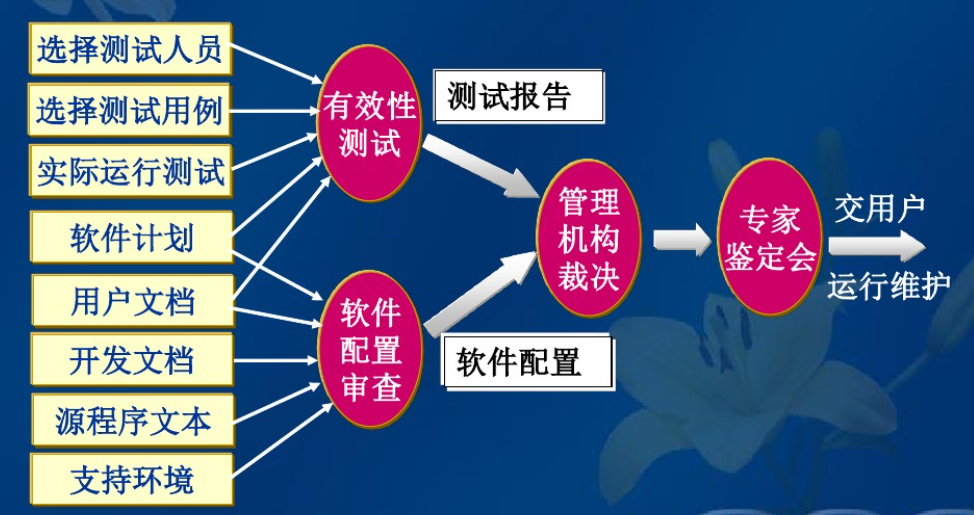 选择测试人员
选择测试用例
实际运行测试
软件计划
用户文档
开发文档
源程序文本
支持环境
有效性
测试
测试报告
软件
配置
审查
软件配置
管理
机构
裁决
专家
鉴定会
交用户
运行维护